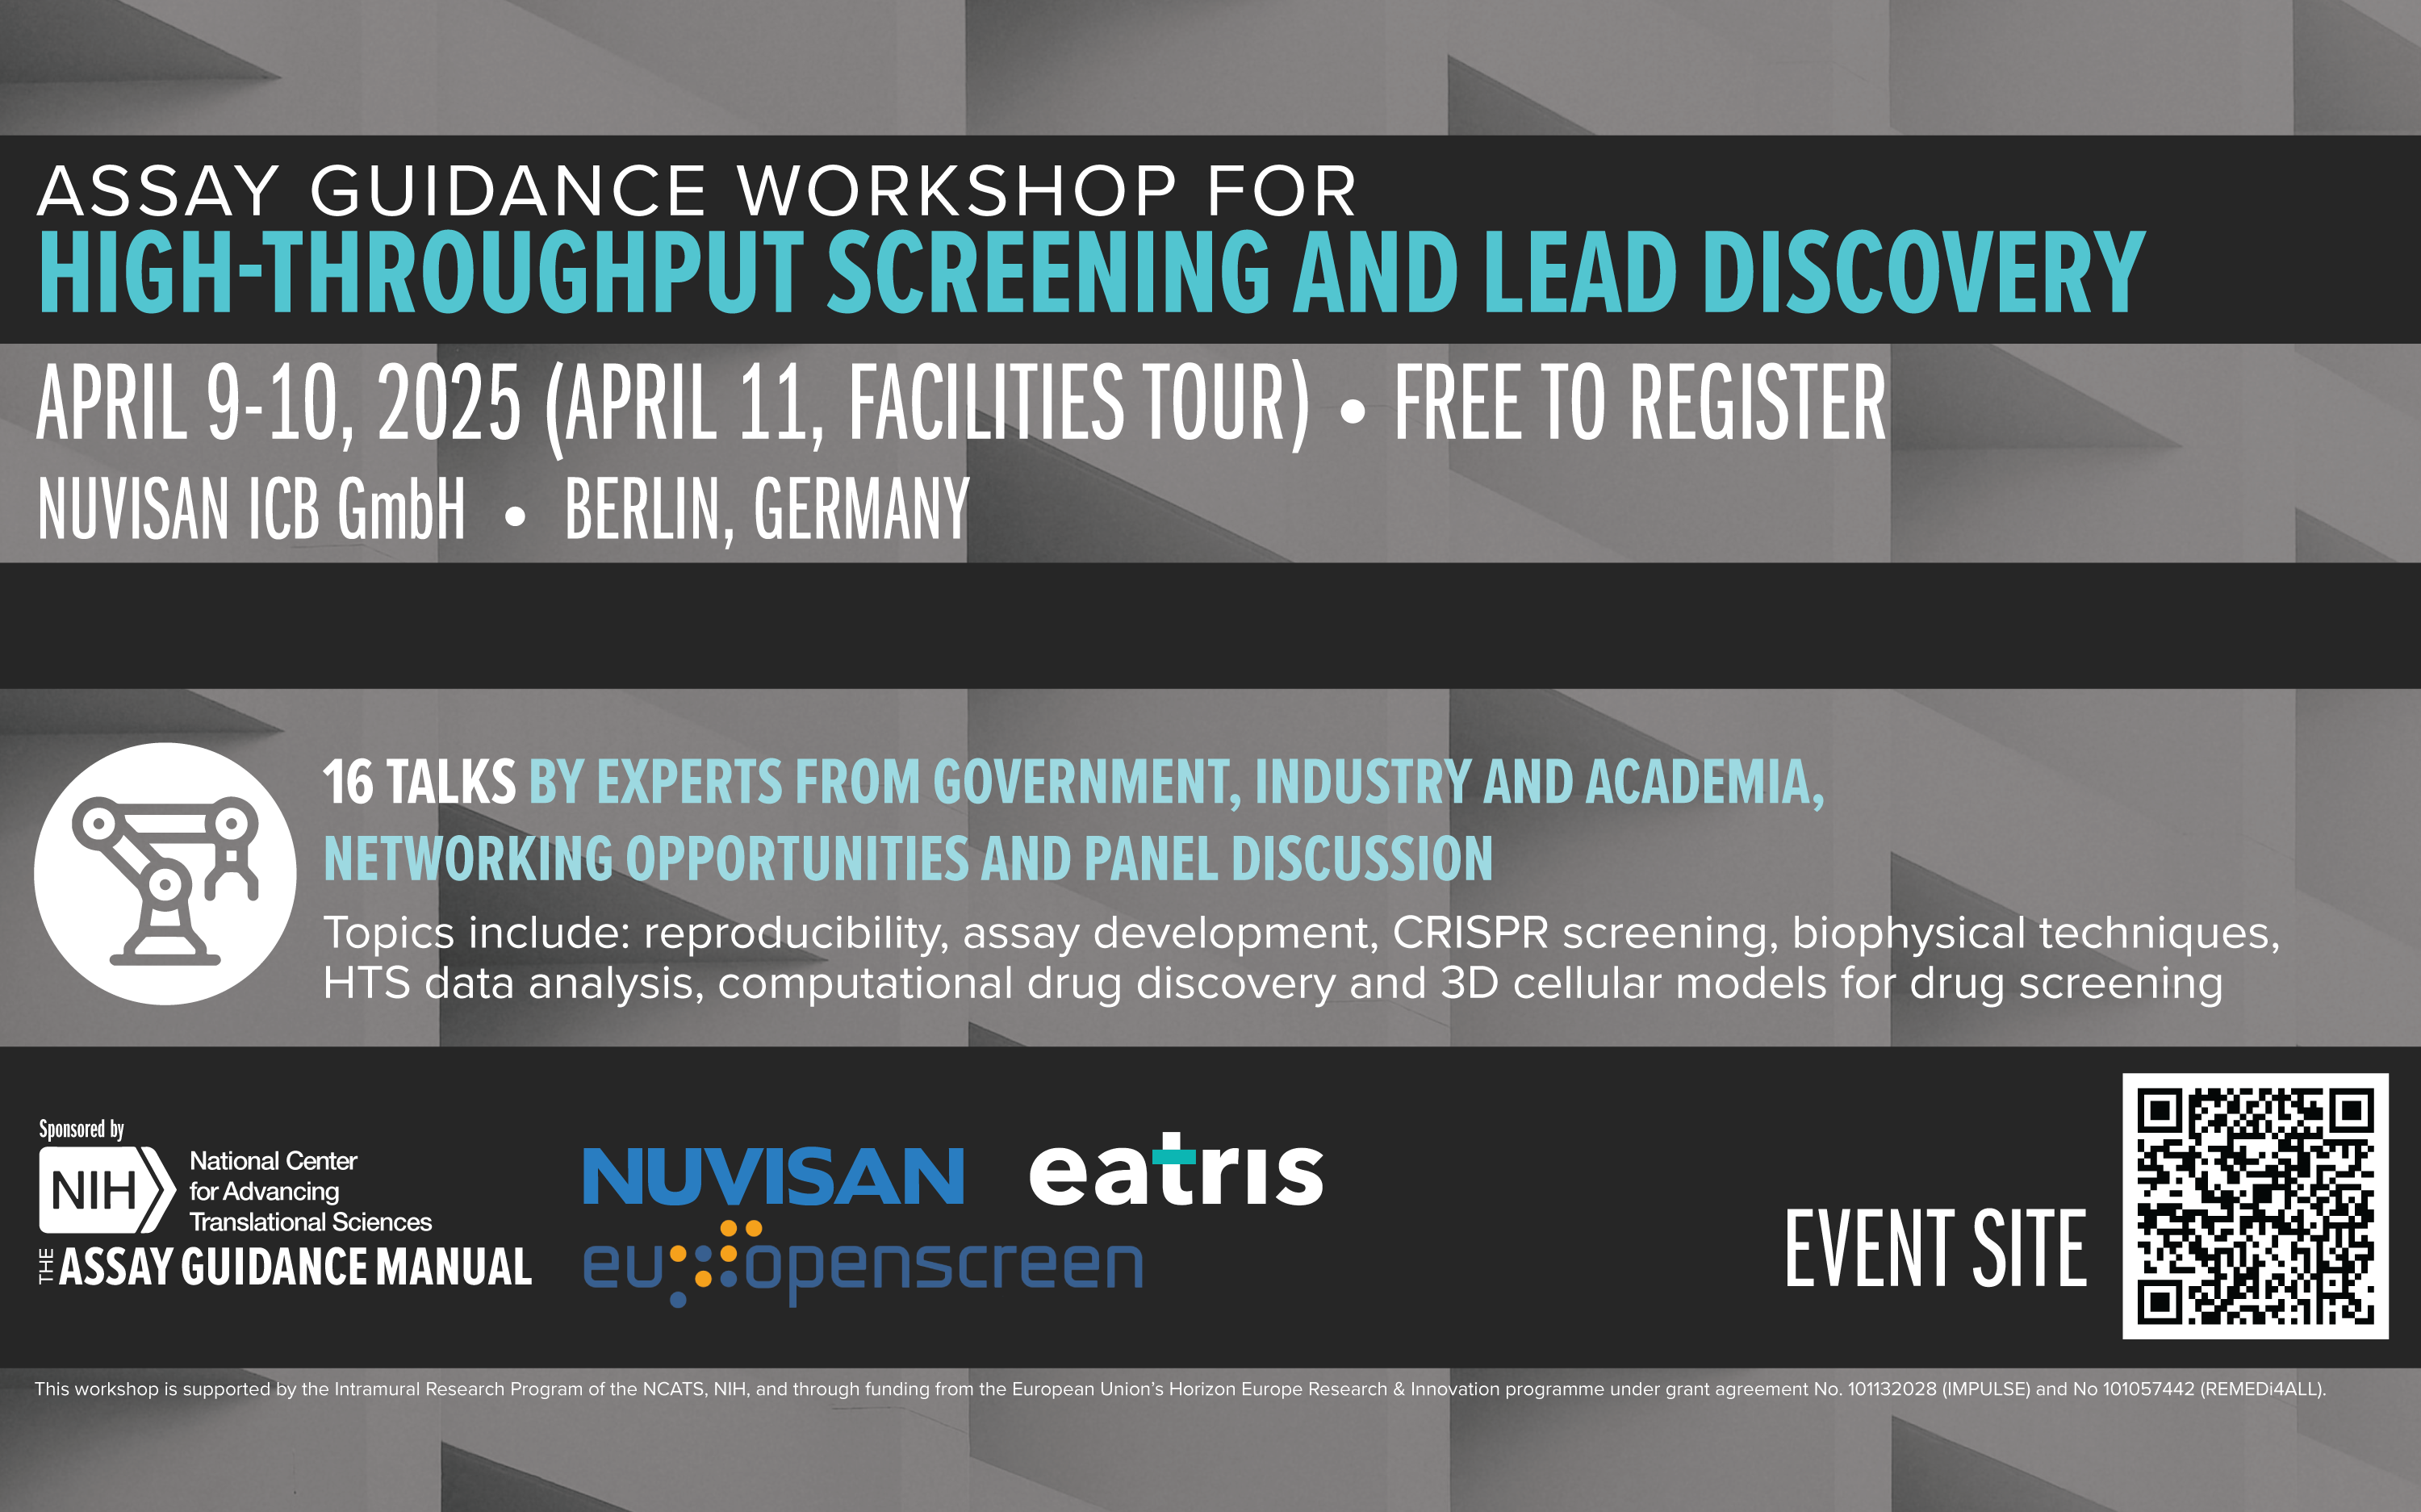 ASSAY GUIDANCE WORKSHOP FOR
HIGH-THROUGHPUT SCREENING AND LEAD DISCOVERY
APRIL 9-10, 2025 (APRIL 11, FACILITIES TOUR) • FREE TO REGISTER
NUVISAN ICB GmbH • BERLIN, GERMANY
16 TALKS BY EXPERTS FROM GOVERNMENT, INDUSTRY AND ACADEMIA,
NETWORKING OPPORTUNITIES AND PANEL DISCUSSION
Topics include: reproducibility, assay development, CRISPR screening, biophysical techniques,
HTS data analysis, computational drug discovery and 3D cellular models for drug screening
Sponsored by
NIH
National Center
for Advancing
Translational Sciences
THE ASSAY GUIDANCE MANUAL
NUVISAN
eatris
eu openscreen
EVENT SITE
This workshop is supported by the Intramural Research Program of the NCATS, NIH, and through funding from the European Union’s Horizon Europe Research & Innovation programme under grant agreement No. 101132028 (IMPULSE) and No 101057442 (REMEDi4ALL).